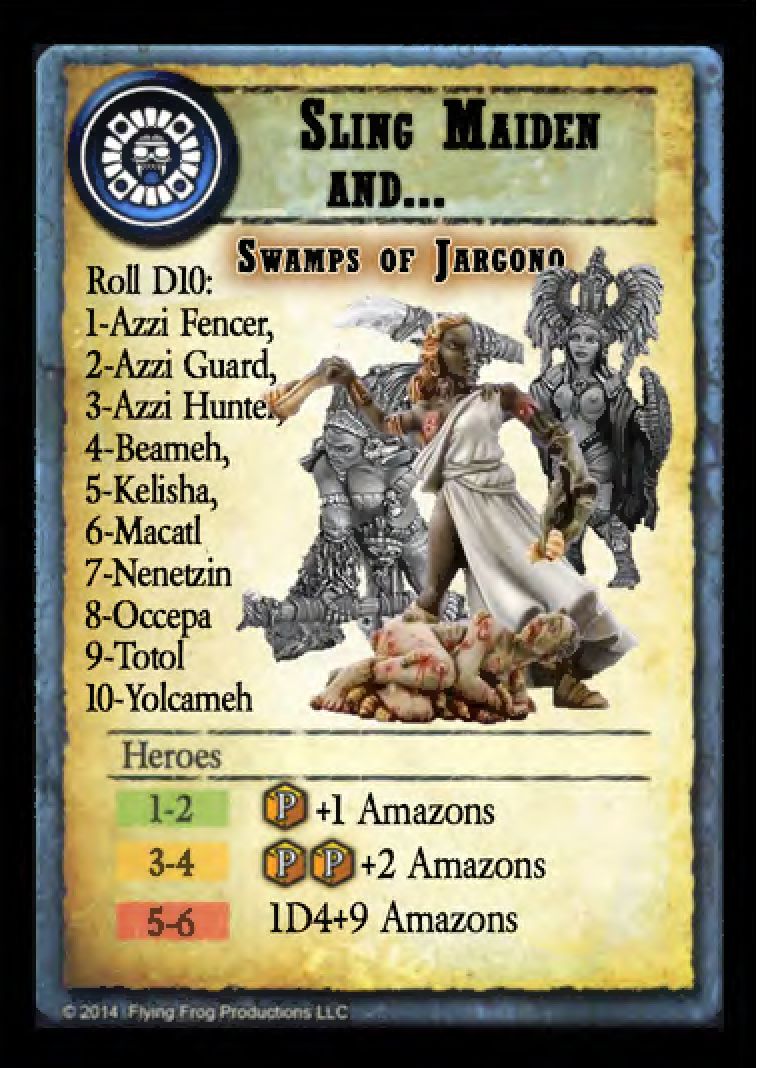 Sling Maiden
and...
Swamps of Jargono
Roll D10:
1-Azzi Fencer,
2-Azzi Guard,
3-Azzi Hunter,
4-Beameh,
5-Kelisha,
6-Macatl
7-Nenetzin
8-Occepa
9-Totol
10-Yolcameh
Heroes
1-2 P +1 Amazons
3-4 P P +2 Amazons
5-6 1D4+9 Amazons
© 2014 Flying Frog Productions LLC